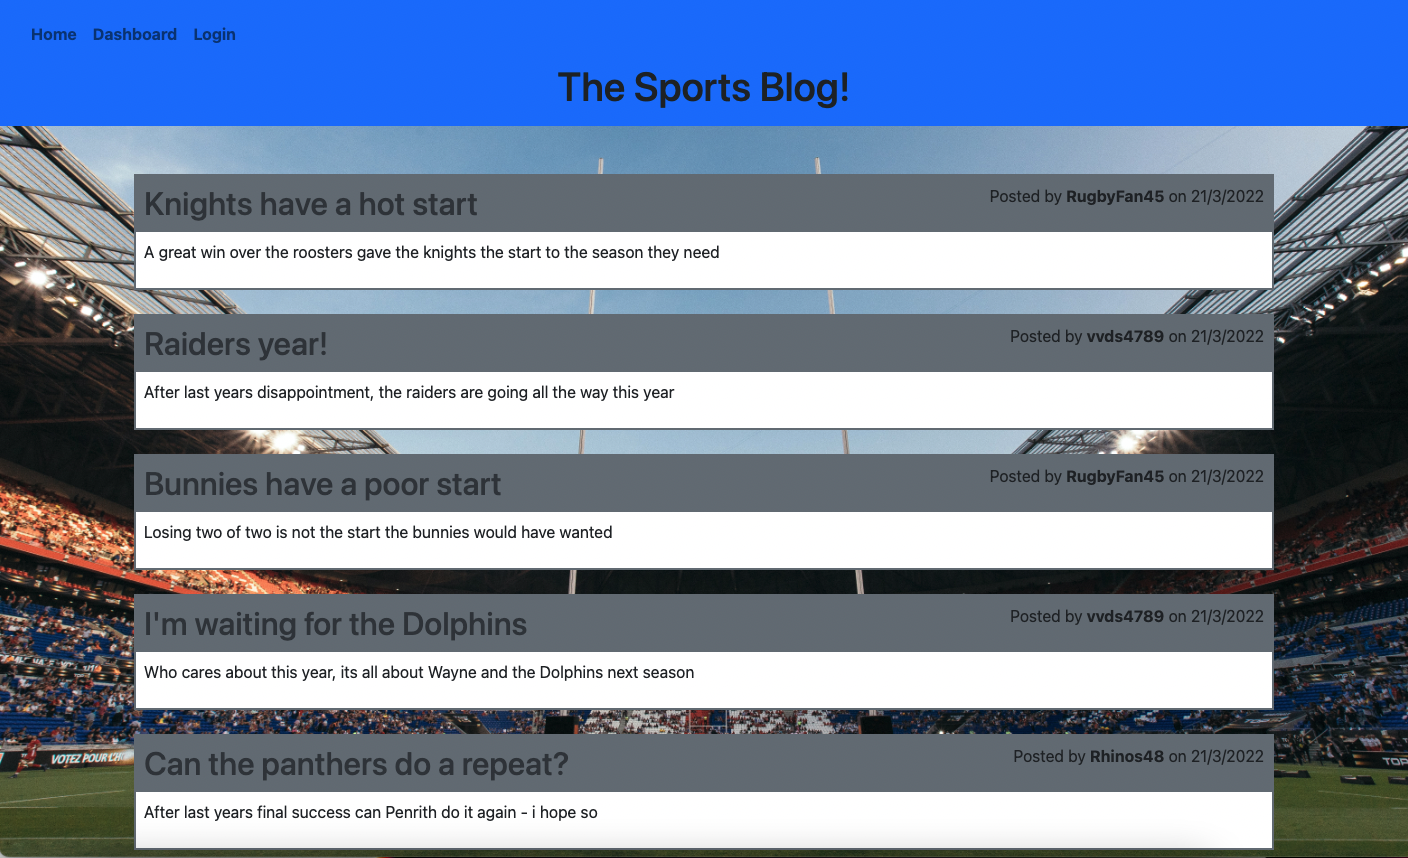 Home Dashboard Login
The Sports Blog!
Knights have a hot start
Posted by RugbyFan45 on 21/3/2022
A great win over the roosters gave the knights the start to the season they need
Raiders year!
Posted by vvds4789 on 21/3/2022
After last years disappointment, the raiders are going all the way this year
Bunnies have a poor start
Posted by RugbyFan45 on 21/3/2022
Losing two of two is not the start the bunnies would have wanted
I'm waiting for the Dolphins
Posted by vvds4789 on 21/3/2022
Who cares about this year, its all about Wayne and the Dolphins next season
Can the panthers do a repeat?
Posted by Rhinos48 on 21/3/2022
After last years final success can Penrith do it again - i hope so
VOTEZ POUR
TOP